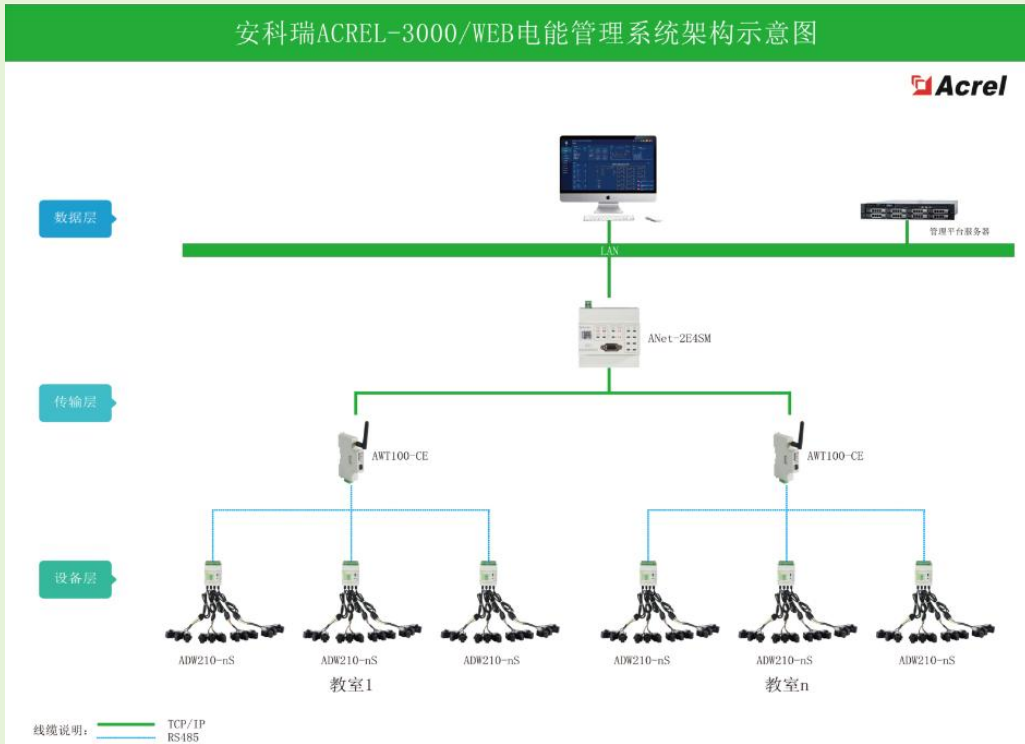 安科瑞ACREL-3000/WEB电能管理系统架构示意图
Acrel
数据层
管理平台服务器
LAN
ANet-2E4SM
传输层
AWT100-CE
AWT100-CE
设备层
ADW210-nS
ADW210-nS
ADW210-nS
ADW210-nS
ADW210-nS
ADW210-nS
教室1
教室n
线缆说明:
TCP/IP
RS485